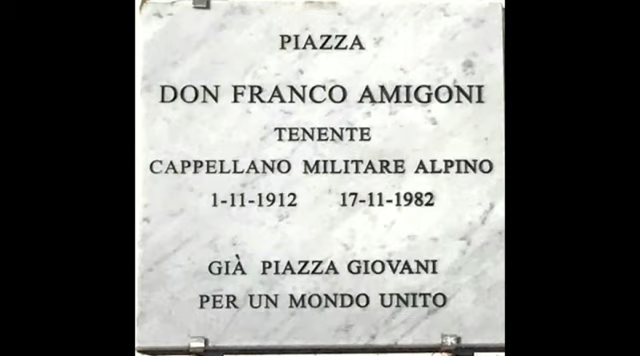 PIAZZA
DON FRANCO AMIGONI
TENENTE
CAPPELLANO MILITARE ALPINO
1-11-1912 17-11-1982
GIÀ PIAZZA GIOVANI
PER UN MONDO UNITO